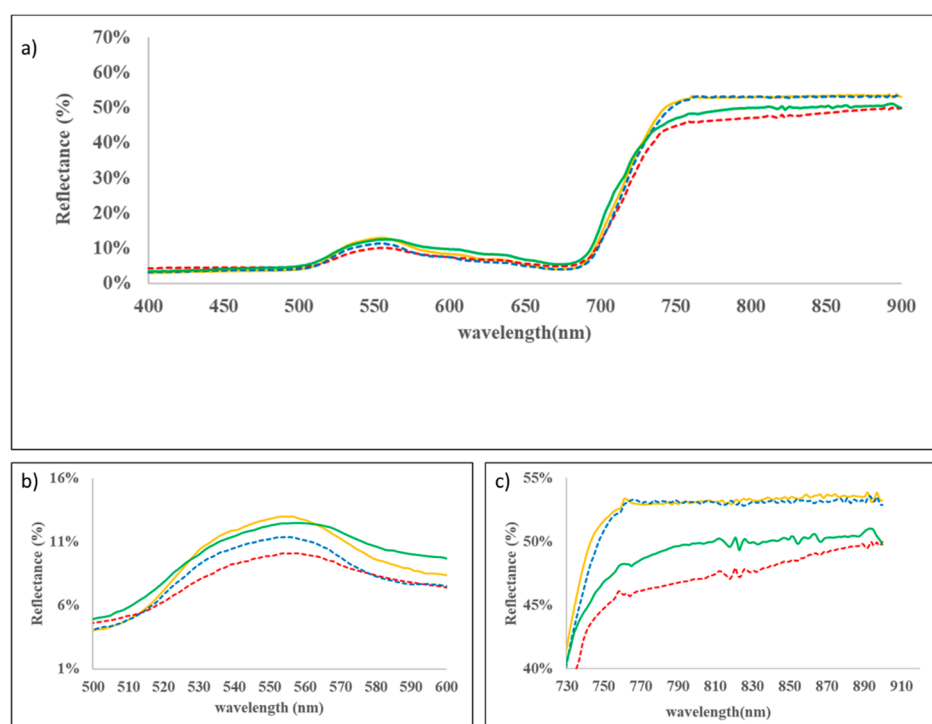 a)
70%
60%
50%
40%
30%
20%
10%
0%
Reflectance (%)
400 450 500 550 600 650 700 750 800 850 900
wavelength(nm)
b)
16%
11%
6%
1%
Reflectance (%)
500 510 520 530 540 550 560 570 580 590 600
wavelength (nm)
c)
55%
50%
45%
40%
Reflectance (%)
730 750 770 790 810 830 850 870 890 910
wavelength(nm)